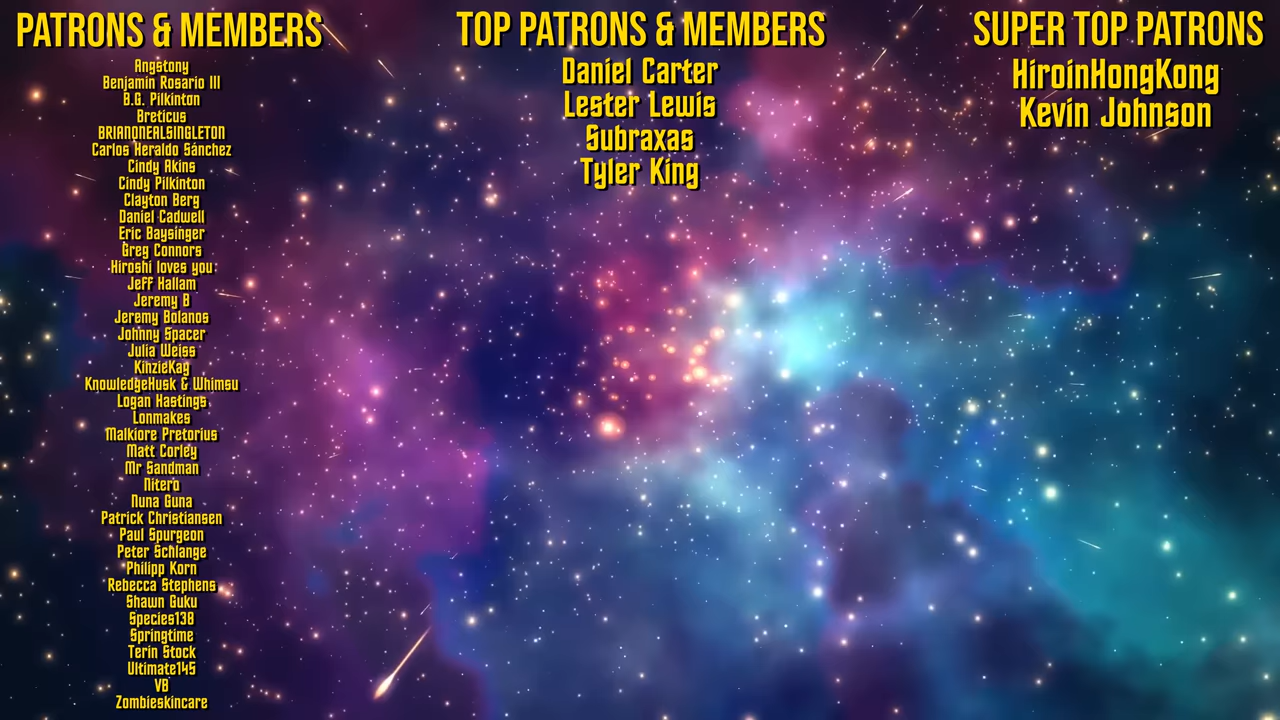 PATRONS & MEMBERS
Angstony
Benjamin Rosario III
B.G. Pilkinton
Breticus
BRIANONEALSINGLETON
Carlos Heraldo Sánchez
Cindy Akins
Cindy Pilkinton
Clayton Berg
Daniel Cadwell
Eric Baysinger
Greg Connors
Hiroshi loves you
Jeff Hallam
Jeremy B
Jeremy Bolanos
Johnny Spacer
Julia Weiss
KinzieKay
KnowledgeHusk & Whimsu
Logan Hastings
Lonmakes
Malkiore Pretorius
Matt Corley
Mr Sandman
Nitero
Nuna Guna
Patrick Christiansen
Paul Spurgeon
Peter Schlange
Philipp Korn
Rebecca Stephens
Shawn Guku
Species138
Springtime
Terin Stock
Ultimate145
VB
Zombieskincare
TOP PATRONS & MEMBERS
Daniel Carter
Lester Lewis
Subraxas
Tyler King
SUPER TOP PATRONS
HiroinHongKong
Kevin Johnson